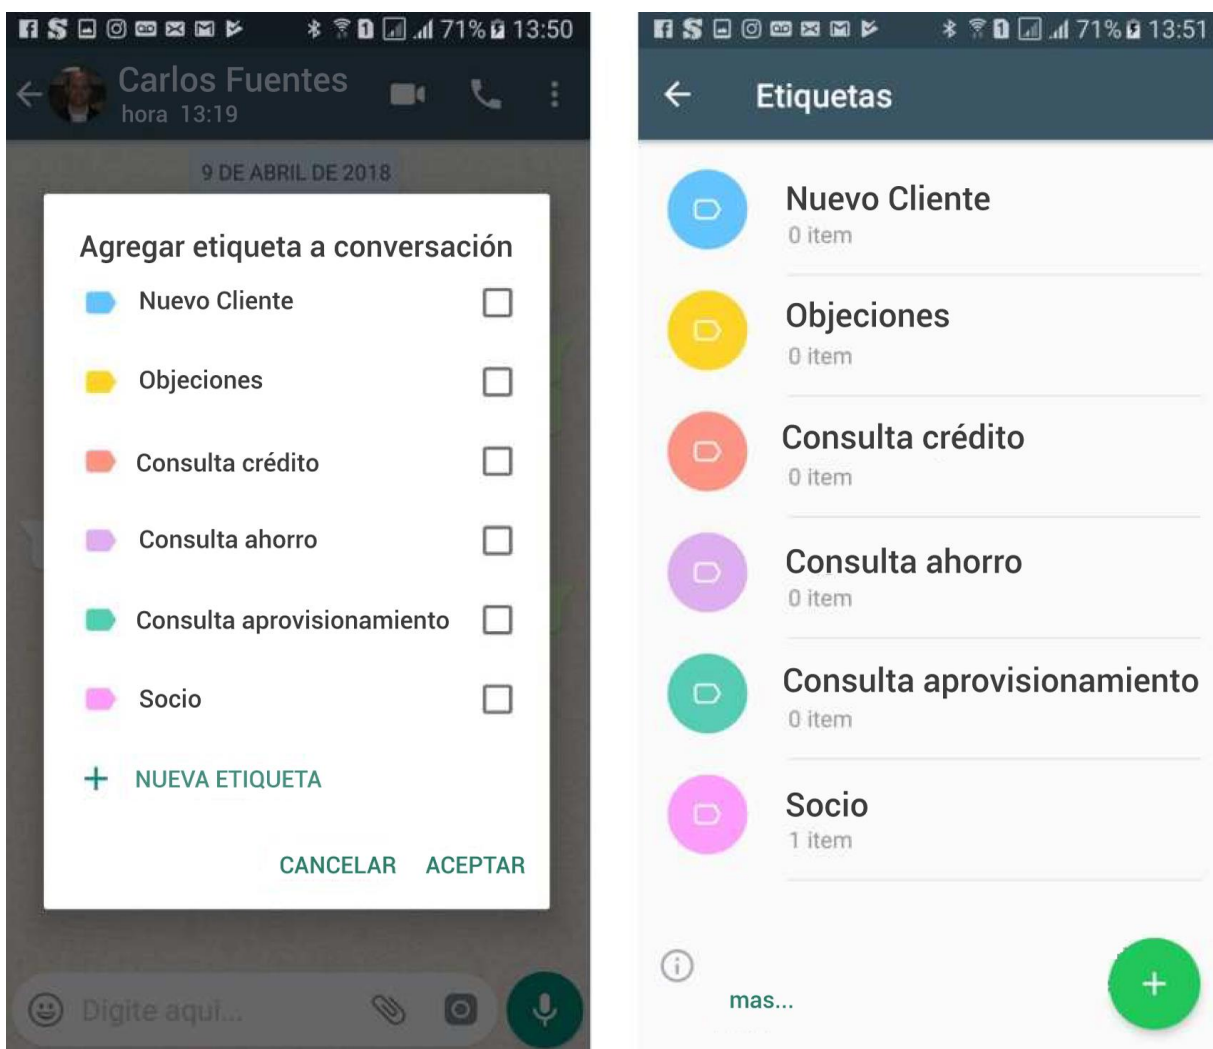 71% 13:50
Carlos Fuentes
hora 13:19
9 DE ABRIL DE 2018
Agregar etiqueta a conversación
Nuevo Cliente
Objeciones
Consulta crédito
Consulta ahorro
Consulta aprovisionamiento
Socio
+ NUEVA ETIQUETA
CANCELAR ACEPTAR
Digite aqui...
71% 13:51
Etiquetas
Nuevo Cliente
0 item
Objeciones
0 item
Consulta crédito
0 item
Consulta ahorro
0 item
Consulta aprovisionamiento
0 item
Socio
1 item
mas...